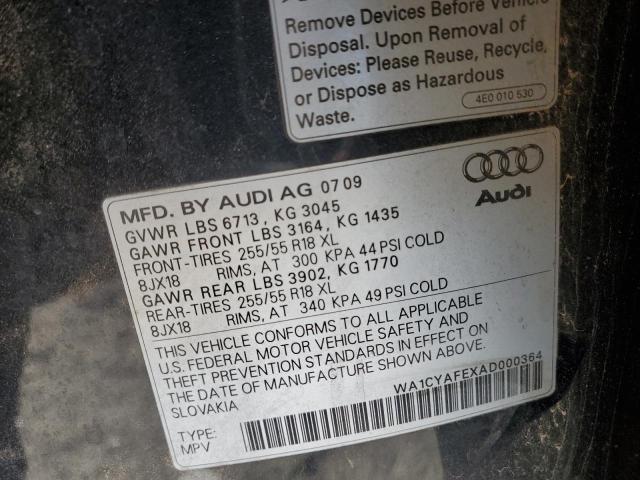 Remove Devices Before Vehicle
Disposal. Upon Removal of
Devices: Please Reuse, Recycle,
or Dispose as Hazardous
Waste.
4E0 010 530
MFD. BY AUDI AG 07 09
GVWR LBS 6713, KG 3045
GAWR FRONT LBS 3164, KG 1435
FRONT-TIRES 255/55 R18 XL
8JX18 RIMS, AT 300 KPA 44 PSI COLD
GAWR REAR LBS 3902, KG 1770
REAR-TIRES 255/55 R18 XL
8JX18 RIMS, AT 340 KPA 49 PSI COLD
Audi
THIS VEHICLE CONFORMS TO ALL APPLICABLE
U.S. FEDERAL MOTOR VEHICLE SAFETY AND
THEFT PREVENTION STANDARDS IN EFFECT ON
THE DATE OF MANUFACTURE SHOWN ABOVE.
SLOVAKIA
WA1CYAFEXAD000364
TYPE:
MPV